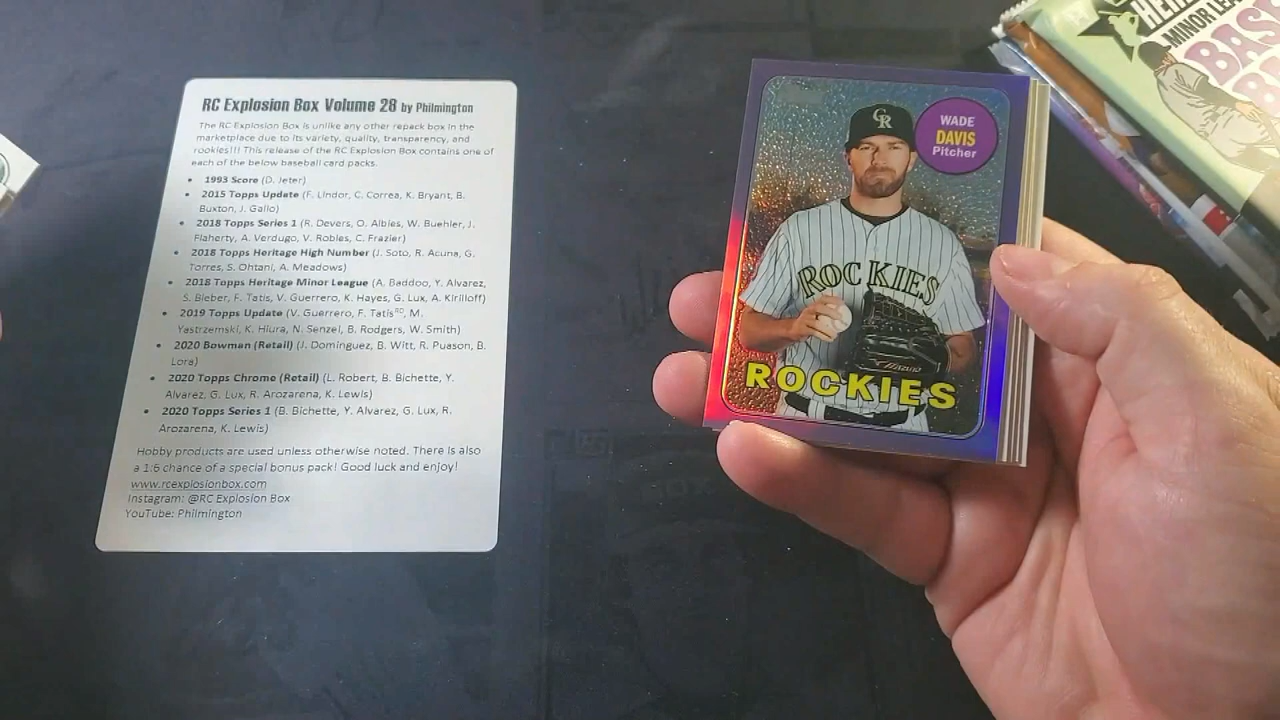 RC Explosion Box Volume 28 by Philmington
The RC Explosion Box is unlike any other repack box in the
marketplace due to its variety, quality, transparency, and
rookies!!! This release of the RC Explosion Box contains one of
each of the below baseball card packs.
• 1993 Score (D. Jeter)
• 2015 Topps Update (F. Lindor, C. Correa, K. Bryant, B.
Buxton, J. Gallo)
• 2018 Topps Series 1 (R. Devers, O. Albies, W. Buehler, J.
Flaherty, A. Verdugo, V. Robles, C. Frazier)
• 2018 Topps Heritage High Number (J. Soto, R. Acuna, G.
Torres, S. Ohtani, A. Meadows)
• 2018 Topps Heritage Minor League (A. Baddoo, Y. Alvarez,
S. Bieber, F. Tatis, V. Guerrero, K. Hayes, G. Lux, A. Kirilloff)
• 2019 Topps Update (V. Guerrero, F. Tatis RD, M.
Yastrzemski, K. Hiura, N. Senzel, B. Rodgers, W. Smith)
• 2020 Bowman (Retail) (J. Dominguez, B. Witt, R. Puason, B.
Lora)
• 2020 Topps Chrome (Retail) (L. Robert, B. Bichette, Y.
Alvarez, G. Lux, R. Arozarena, K. Lewis)
• 2020 Topps Series 1 (B. Bichette, Y. Alvarez, G. Lux, R.
Arozarena, K. Lewis)
Hobby products are used unless otherwise noted. There is also
a 1:6 chance of a special bonus pack! Good luck and enjoy!
www.rcexplosionbox.com
Instagram: @RC Explosion Box
YouTube: Philmington
CR
WADE
DAVIS
Pitcher
ROCKIES
Mizuno
ROCKIES
MINOR